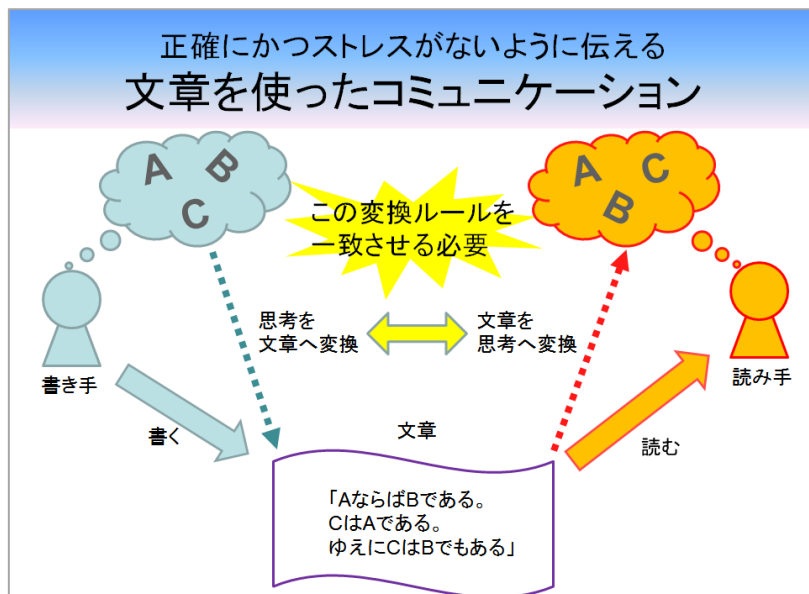 正確にかつストレスがないように伝える
文章を使ったコミュニケーション
A B
C
A C
B
この変換ルールを
一致させる必要
思考を
文章へ変換
文章を
思考へ変換
書き手
読み手
書く
文章
読む
「AならばBである。
CはAである。
ゆえにCはBでもある」